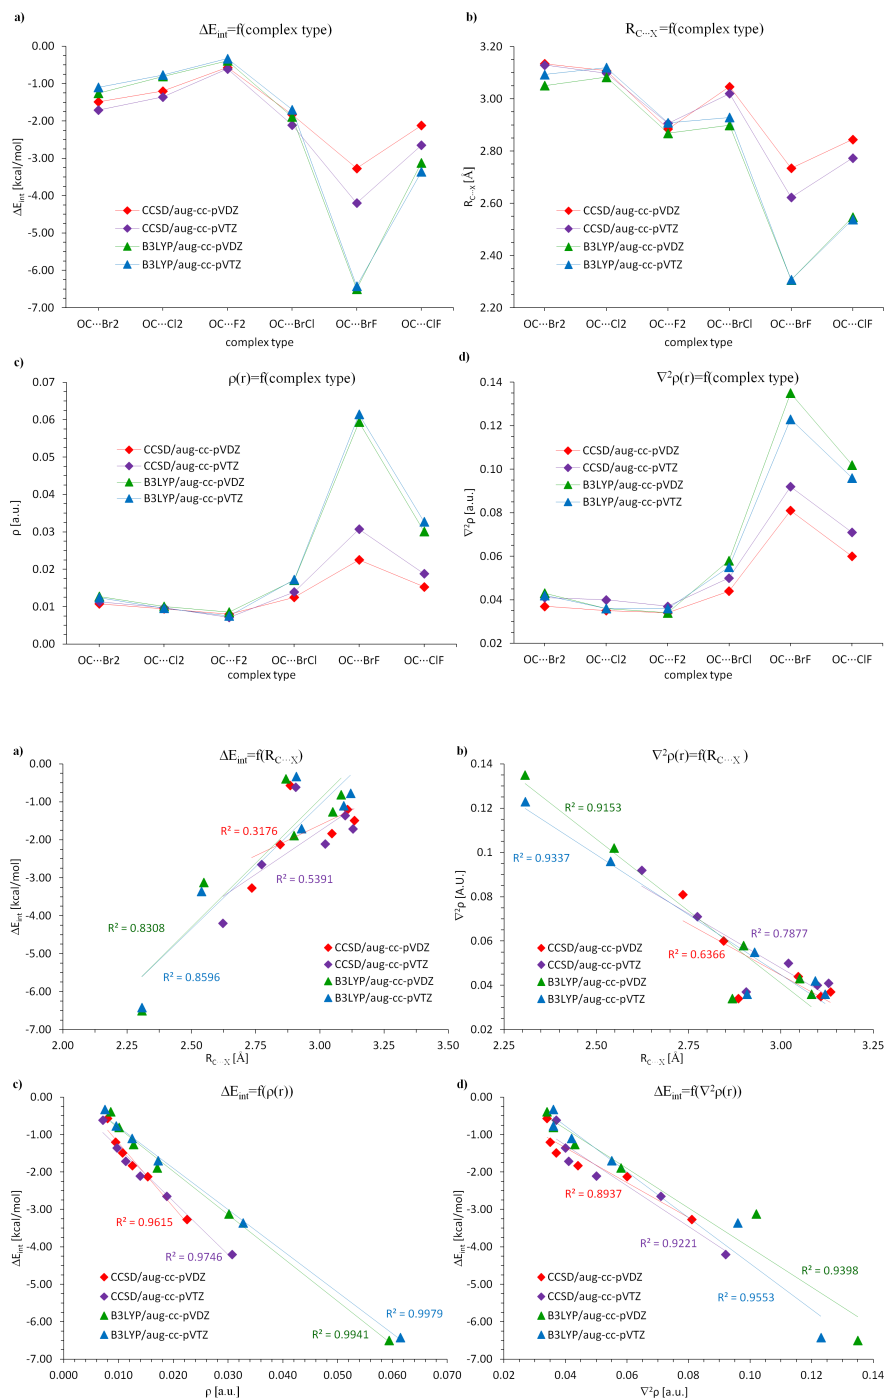 a)
ΔEint=f(complex type)
0.00
-1.00
-2.00
-3.00
-4.00
-5.00
-6.00
-7.00
ΔEint [kcal/mol]
CCSD/aug-cc-pVDZ
CCSD/aug-cc-pVTZ
B3LYP/aug-cc-pVDZ
B3LYP/aug-cc-pVTZ
OC···Br2 OC···Cl2 OC···F2 OC···BrCl OC···BrF OC···ClF
complex type
b)
RC···X=f(complex type)
3.20
3.00
2.80
2.60
2.40
2.20
RC···X [Å]
CCSD/aug-cc-pVDZ
CCSD/aug-cc-pVTZ
B3LYP/aug-cc-pVDZ
B3LYP/aug-cc-pVTZ
OC···Br2 OC···Cl2 OC···F2 OC···BrCl OC···BrF OC···ClF
complex type
c)
ρ(r)=f(complex type)
0.07
0.06
0.05
0.04
0.03
0.02
0.01
0.00
ρ [a.u.]
CCSD/aug-cc-pVDZ
CCSD/aug-cc-pVTZ
B3LYP/aug-cc-pVDZ
B3LYP/aug-cc-pVTZ
OC···Br2 OC···Cl2 OC···F2 OC···BrCl OC···BrF OC···ClF
complex type
d)
∇²ρ(r)=f(complex type)
0.14
0.12
0.10
0.08
0.06
0.04
0.02
∇²ρ [a.u.]
CCSD/aug-cc-pVDZ
CCSD/aug-cc-pVTZ
B3LYP/aug-cc-pVDZ
B3LYP/aug-cc-pVTZ
OC···Br2 OC···Cl2 OC···F2 OC···BrCl OC···BrF OC···ClF
complex type
a)
ΔEint=f(RC···X)
0.00
-1.00
-2.00
-3.00
-4.00
-5.00
-6.00
-7.00
ΔEint [kcal/mol]
R² = 0.3176
R² = 0.5391
R² = 0.8308
R² = 0.8596
CCSD/aug-cc-pVDZ
CCSD/aug-cc-pVTZ
B3LYP/aug-cc-pVDZ
B3LYP/aug-cc-pVTZ
2.00 2.25 2.50 2.75 3.00 3.25 3.50
RC···X [Å]
b)
∇²ρ(r)=f(RC···X)
0.14
0.12
0.1
0.08
0.06
0.04
0.02
∇²ρ [A.U.]
R² = 0.9153
R² = 0.9337
R² = 0.7877
R² = 0.6366
CCSD/aug-cc-pVDZ
CCSD/aug-cc-pVTZ
B3LYP/aug-cc-pVDZ
B3LYP/aug-cc-pVTZ
2.25 2.50 2.75 3.00 3.25
RC···X [Å]
c)
ΔEint=f(ρ(r))
0.00
-1.00
-2.00
-3.00
-4.00
-5.00
-6.00
-7.00
ΔEint [kcal/mol]
R² = 0.9615
R² = 0.9746
R² = 0.9979
R² = 0.9941
CCSD/aug-cc-pVDZ
CCSD/aug-cc-pVTZ
B3LYP/aug-cc-pVDZ
B3LYP/aug-cc-pVTZ
0.000 0.010 0.020 0.030 0.040 0.050 0.060 0.070
ρ [a.u.]
d)
ΔEint=f(∇²ρ(r))
0.00
-1.00
-2.00
-3.00
-4.00
-5.00
-6.00
-7.00
ΔEint [kcal/mol]
R² = 0.8937
R² = 0.9221
R² = 0.9398
R² = 0.9553
CCSD/aug-cc-pVDZ
CCSD/aug-cc-pVTZ
B3LYP/aug-cc-pVDZ
B3LYP/aug-cc-pVTZ
0.02 0.04 0.06 0.08 0.10 0.12 0.14
∇²ρ [a.u.]